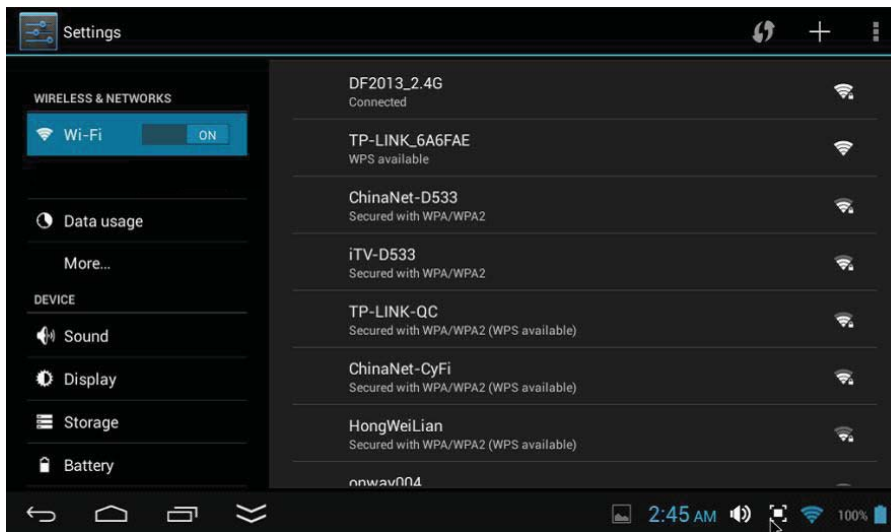 Settings
WIRELESS & NETWORKS
Wi-Fi
ON
Data usage
More...
DEVICE
Sound
Display
Storage
Battery
DF2013_2.4G
Connected
TP-LINK_6A6FAE
WPS available
ChinaNet-D533
Secured with WPA/WPA2
iTV-D533
Secured with WPA/WPA2
TP-LINK-QC
Secured with WPA/WPA2 (WPS available)
ChinaNet-CyFi
Secured with WPA/WPA2 (WPS available)
HongWeiLian
Secured with WPA/WPA2 (WPS available)
onway004
2:45 AM
100%